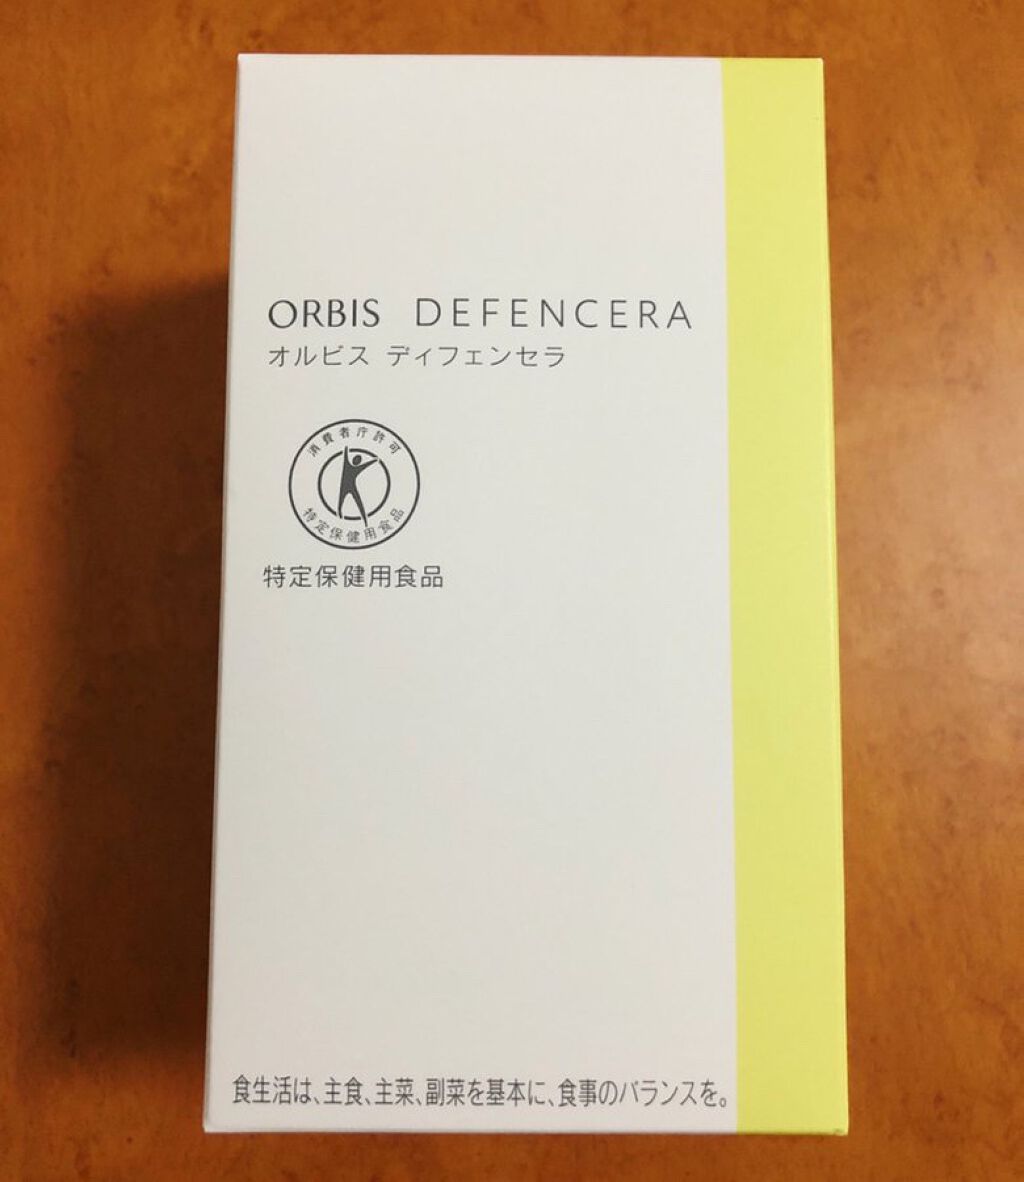 ORBIS DEFENCERA
オルビス ディフェンセラ
消費者庁許可
特定保健用食品
特定保健用食品
食生活は、主食、主菜、副菜を基本に、食事のバランスを。